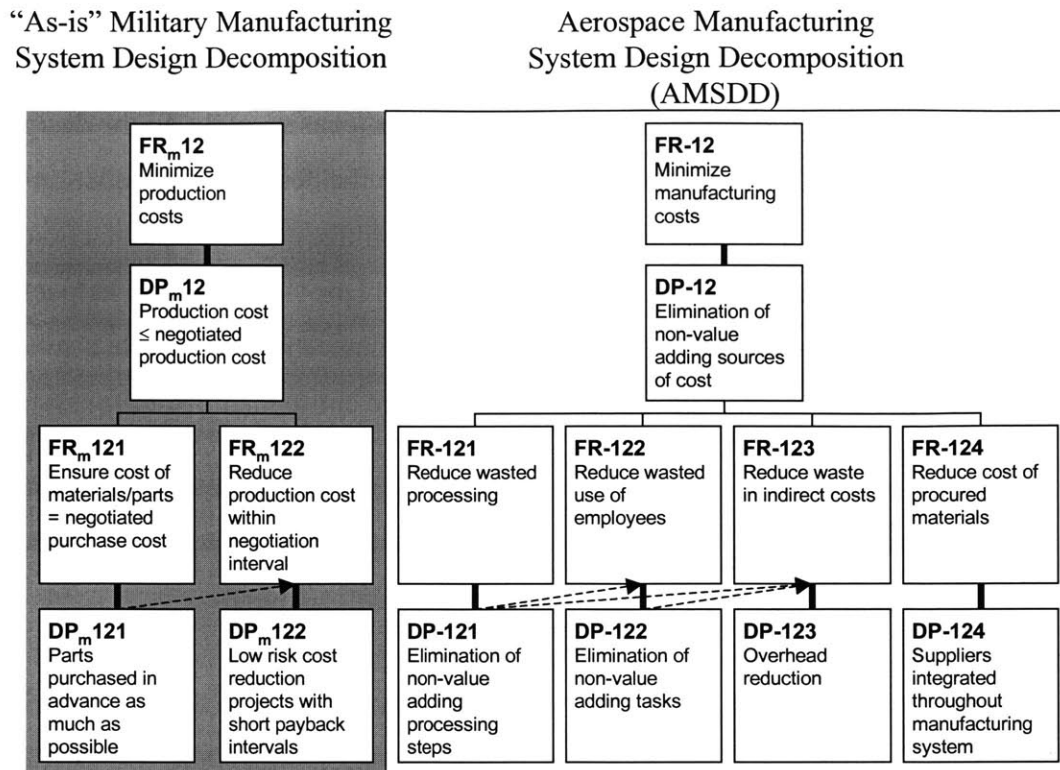 “As-is” Military Manufacturing
System Design Decomposition
Aerospace Manufacturing
System Design Decomposition
(AMSDD)
FRm12
Minimize
production
costs
FR-12
Minimize
manufacturing
costs
DPm12
Production cost
≤ negotiated
production cost
DP-12
Elimination of
non-value
adding sources
of cost
FRm121
Ensure cost of
materials/parts
= negotiated
purchase cost
FRm122
Reduce
production cost
within
negotiation
interval
FR-121
Reduce wasted
processing
FR-122
Reduce wasted
use of
employees
FR-123
Reduce waste
in indirect costs
FR-124
Reduce cost of
procured
materials
DPm121
Parts
purchased in
advance as
much as
possible
DPm122
Low risk cost
reduction
projects with
short payback
intervals
DP-121
Elimination of
non-value
adding
processing
steps
DP-122
Elimination of
non-value
adding tasks
DP-123
Overhead
reduction
DP-124
Suppliers
integrated
throughout
manufacturing
system